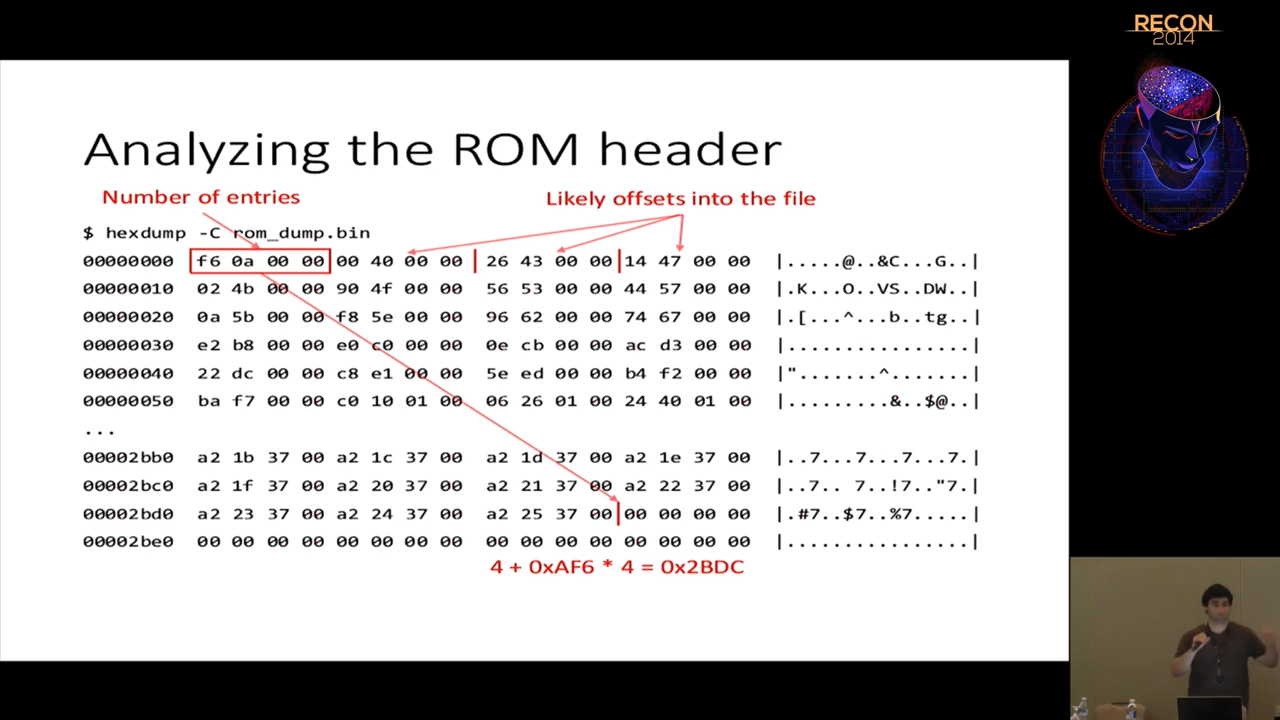 RECON
2014
Analyzing the ROM header
Number of entries
Likely offsets into the file
$ hexdump -C rom_dump.bin
00000000 f6 0a 00 00 00 40 00 00 26 43 00 00 14 47 00 00 |.....@..&C...G..|
00000010 02 4b 00 00 90 4f 00 00 56 53 00 00 44 57 00 00 |.K...O..VS..DW..|
00000020 0a 5b 00 00 f8 5e 00 00 96 62 00 00 74 67 00 00 |.[...^...b..tg..|
00000030 e2 b8 00 00 e0 c0 00 00 0e cb 00 00 ac d3 00 00 |................|
00000040 22 dc 00 00 c8 e1 00 00 5e ed 00 00 b4 f2 00 00 |".......^.......|
00000050 ba f7 00 00 c0 10 01 00 06 26 01 00 24 40 01 00 |.........&..$@..|
...
00002bb0 a2 1b 37 00 a2 1c 37 00 a2 1d 37 00 a2 1e 37 00 |..7...7...7...7.|
00002bc0 a2 1f 37 00 a2 20 37 00 a2 21 37 00 a2 22 37 00 |..7.. 7..!7.."7.|
00002bd0 a2 23 37 00 a2 24 37 00 a2 25 37 00 00 00 00 00 |.#7..$7..%7.....|
00002be0 00 00 00 00 00 00 00 00 00 00 00 00 00 00 00 00 |................|
4 + 0xAF6 * 4 = 0x2BDC